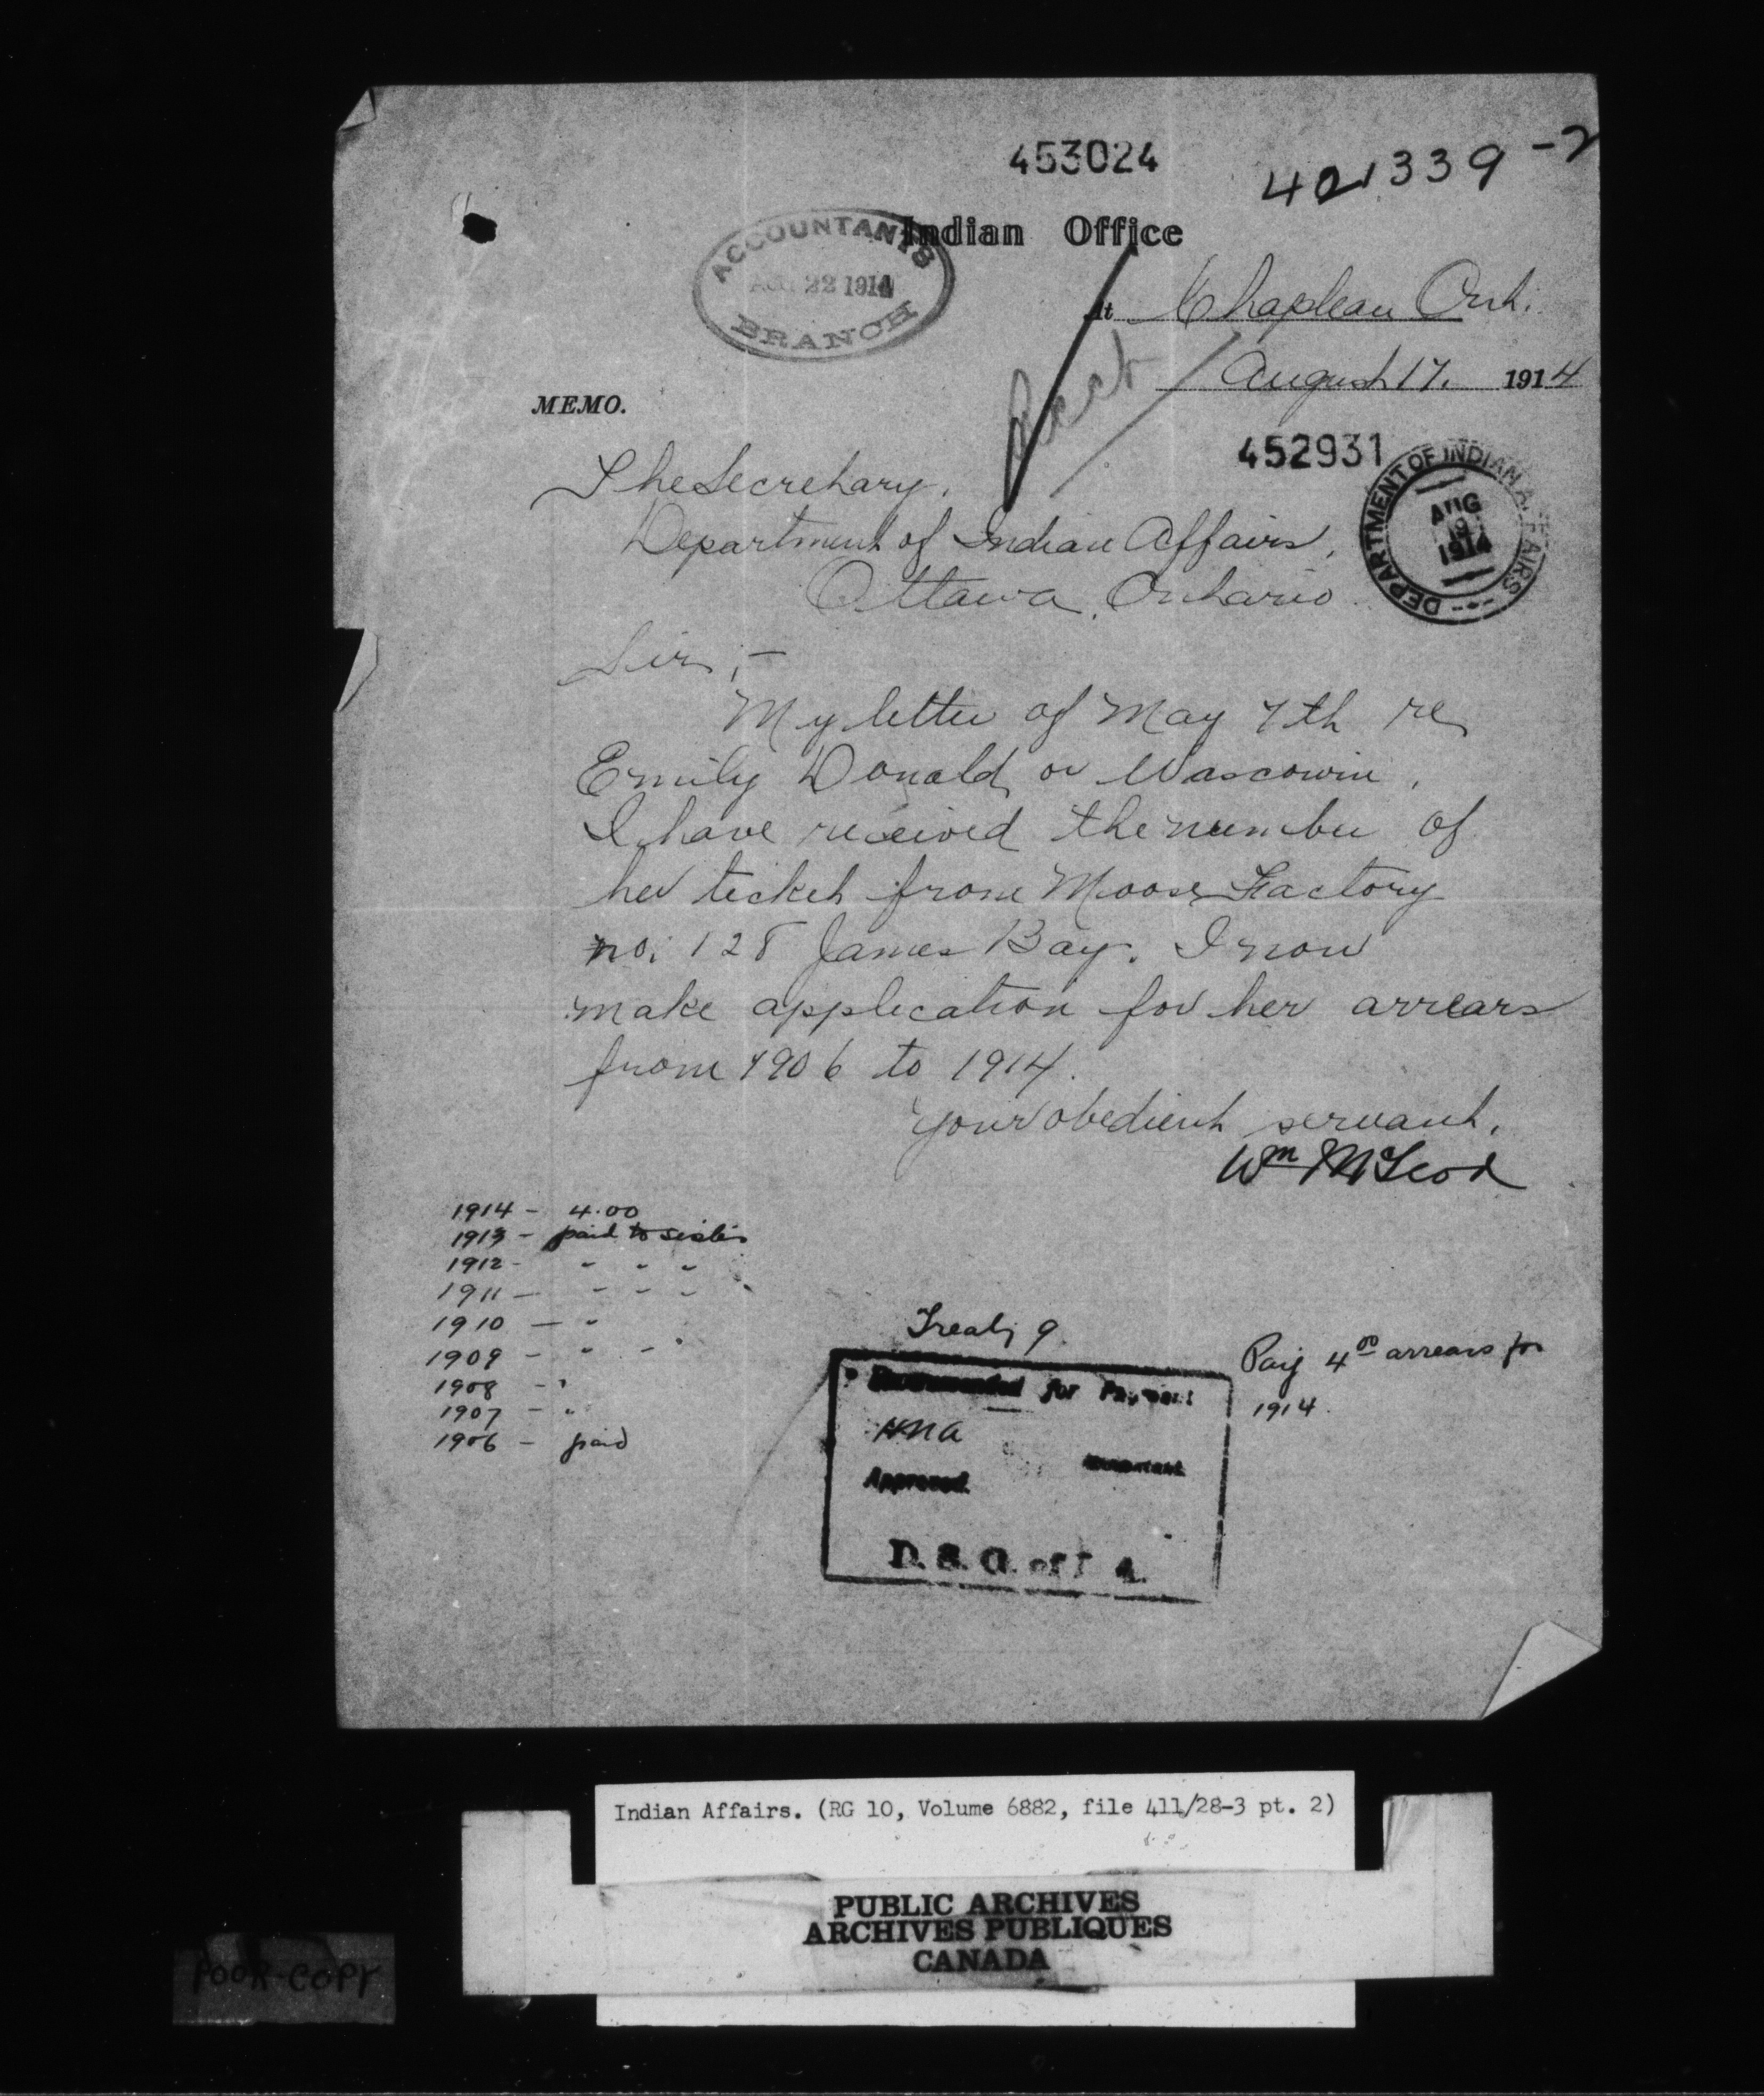 453024
401339-2
Indian Office
ACCOUNTANT'S
AUG 22 1914
BRANCH
At Chapleau Ont.
August 17. 1914
MEMO.
452931
DEPARTMENT OF INDIAN AFFAIRS
AUG
19
1914
The Secretary,
Department of Indian Affairs,
Ottawa, Ontario
Sir,-
My letter of May 7th re
Emily Donald or Wascowin,
I have received the number of
her ticket from Moose Factory
no. 128 James Bay. I now
make application for her arrears
from 1906 to 1914.
Your obedient servant,
Wm McLeod
1914 - 4.00
1913 - paid to sister
1912 - " " "
1911 - " " "
1910 - "
1909 - " "
1908 - "
1907 - "
1906 - paid
Treaty 9
Recommended for Payment
HNA
Accountant
Approved
D. S. G. of I. A.
Pay 4.00 arrears for
1914.
Indian Affairs. (RG 10, Volume 6882, file 411/28-3 pt. 2)
PUBLIC ARCHIVES
ARCHIVES PUBLIQUES
CANADA
POOR COPY